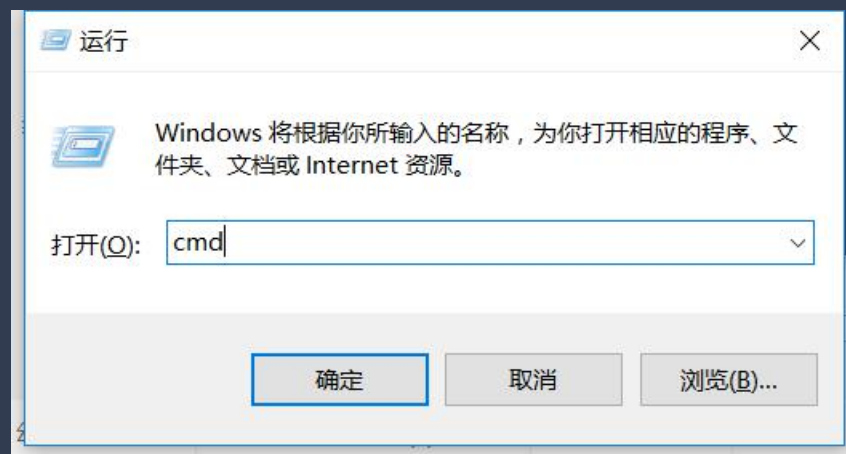 运行
Windows 将根据你所输入的名称，为你打开相应的程序、文
件夹、文档或 Internet 资源。
打开(O): cmd
确定 取消 浏览(B)...